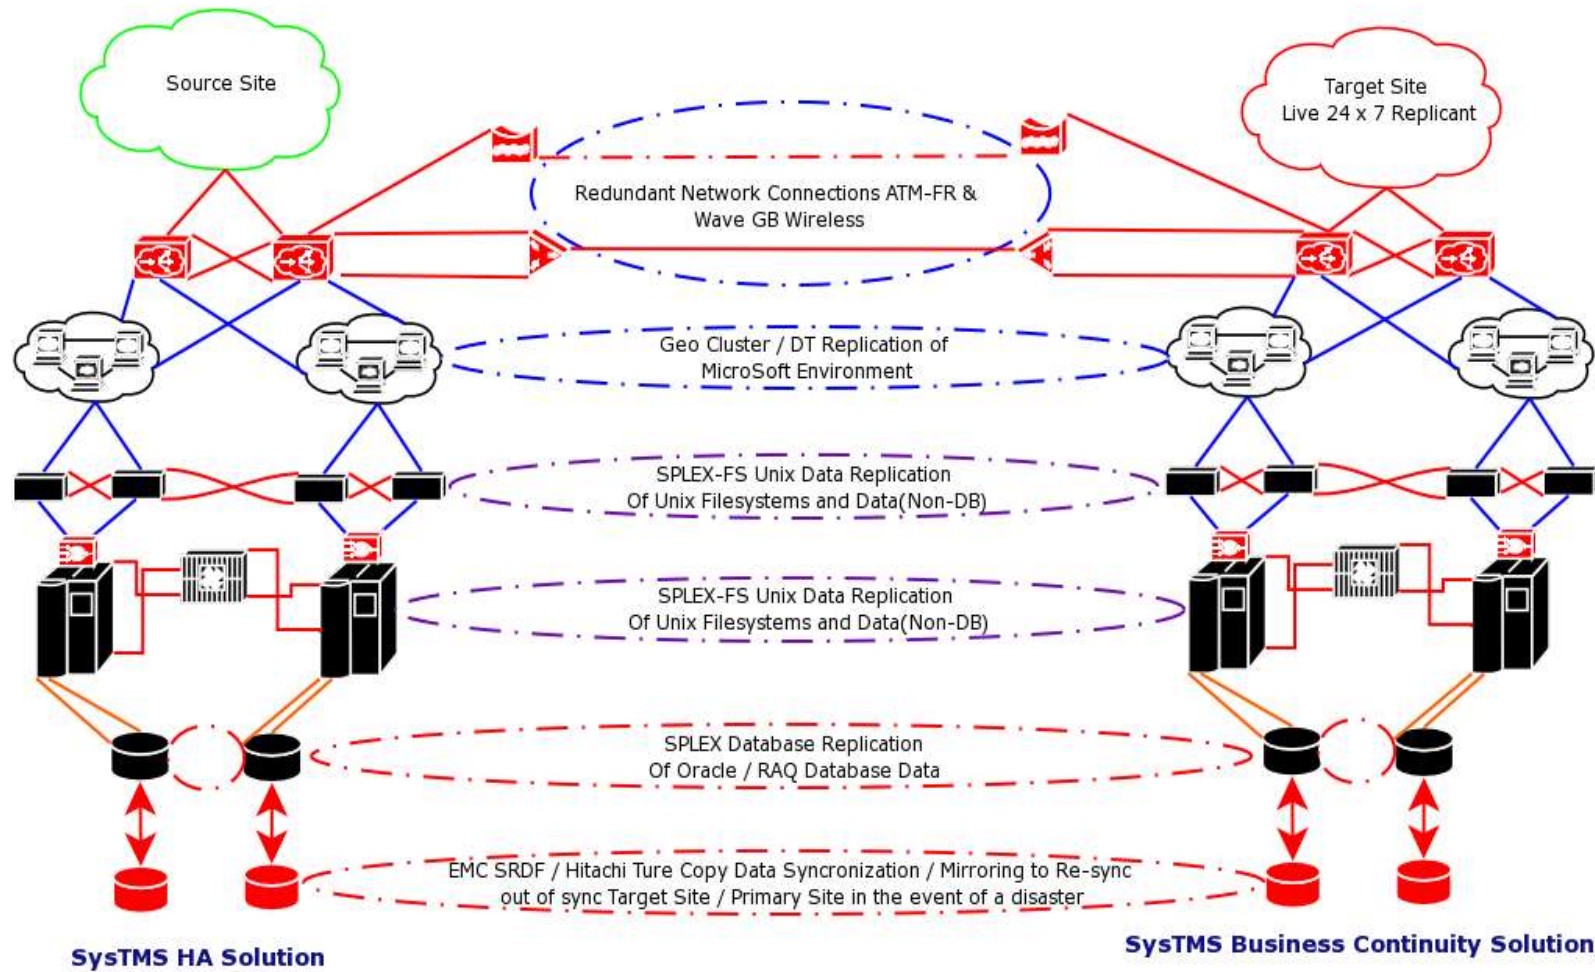 Source Site
Target Site
Live 24 x 7 Replicant
Redundant Network Connections ATM-FR &
Wave GB Wireless
Geo Cluster / DT Replication of
MicroSoft Environment
SPLEX-FS Unix Data Replication
Of Unix Filesystems and Data(Non-DB)
SPLEX-FS Unix Data Replication
Of Unix Filesystems and Data(Non-DB)
SPLEX Database Replication
Of Oracle / RAQ Database Data
EMC SRDF / Hitachi Ture Copy Data Syncronization / Mirroring to Re-sync
out of sync Target Site / Primary Site in the event of a disaster
SysTMS HA Solution
SysTMS Business Continuity Solution